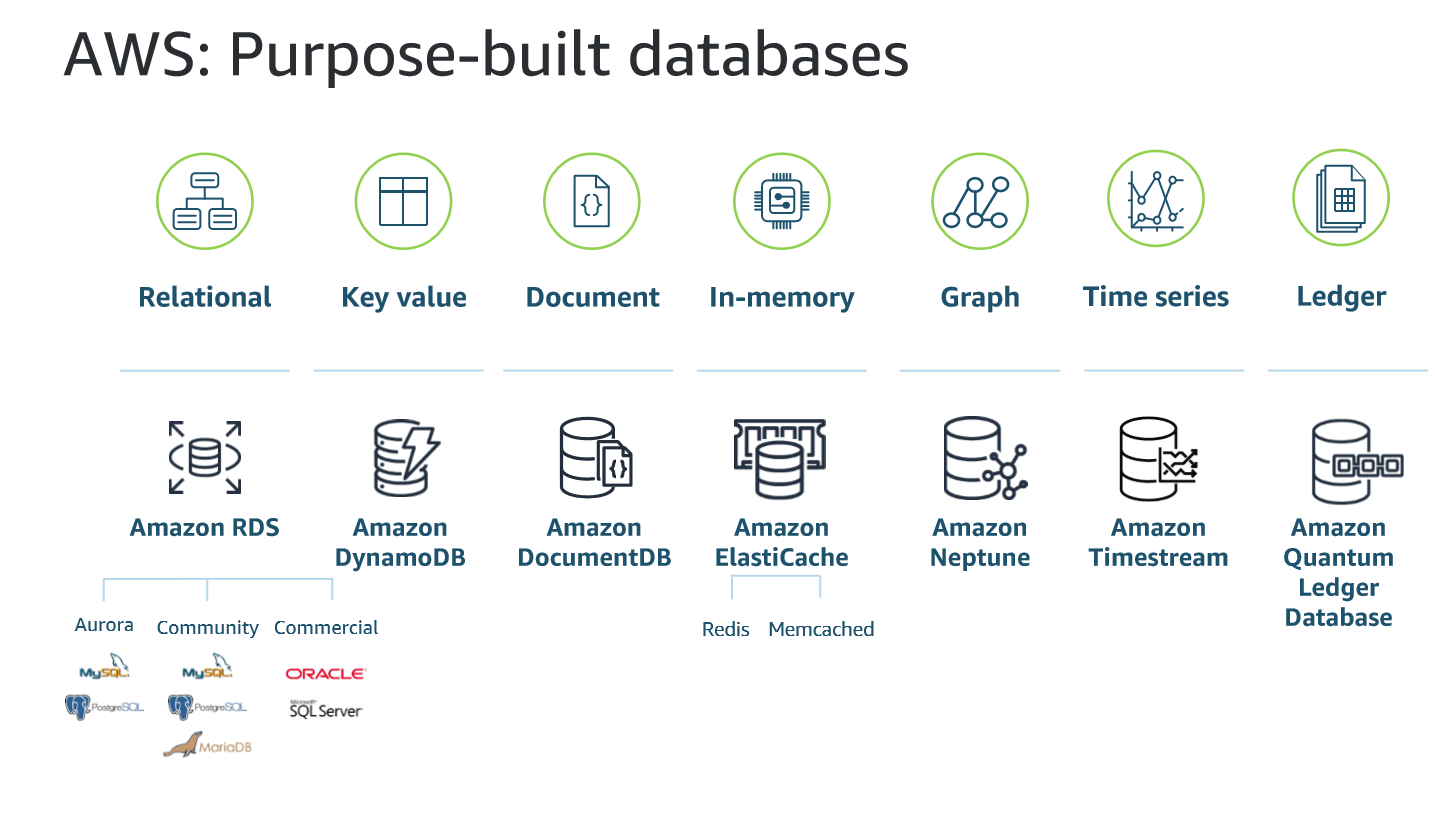 AWS: Purpose-built databases
Relational
Key value
Document
In-memory
Graph
Time series
Ledger
Amazon RDS
Amazon
DynamoDB
Amazon
DocumentDB
Amazon
ElastiCache
Amazon
Neptune
Amazon
Timestream
Amazon
Quantum
Ledger
Database
Aurora
Community
Commercial
Redis
Memcached
MySQL
MySQL
ORACLE
PostgreSQL
PostgreSQL
Microsoft
SQL Server
MariaDB